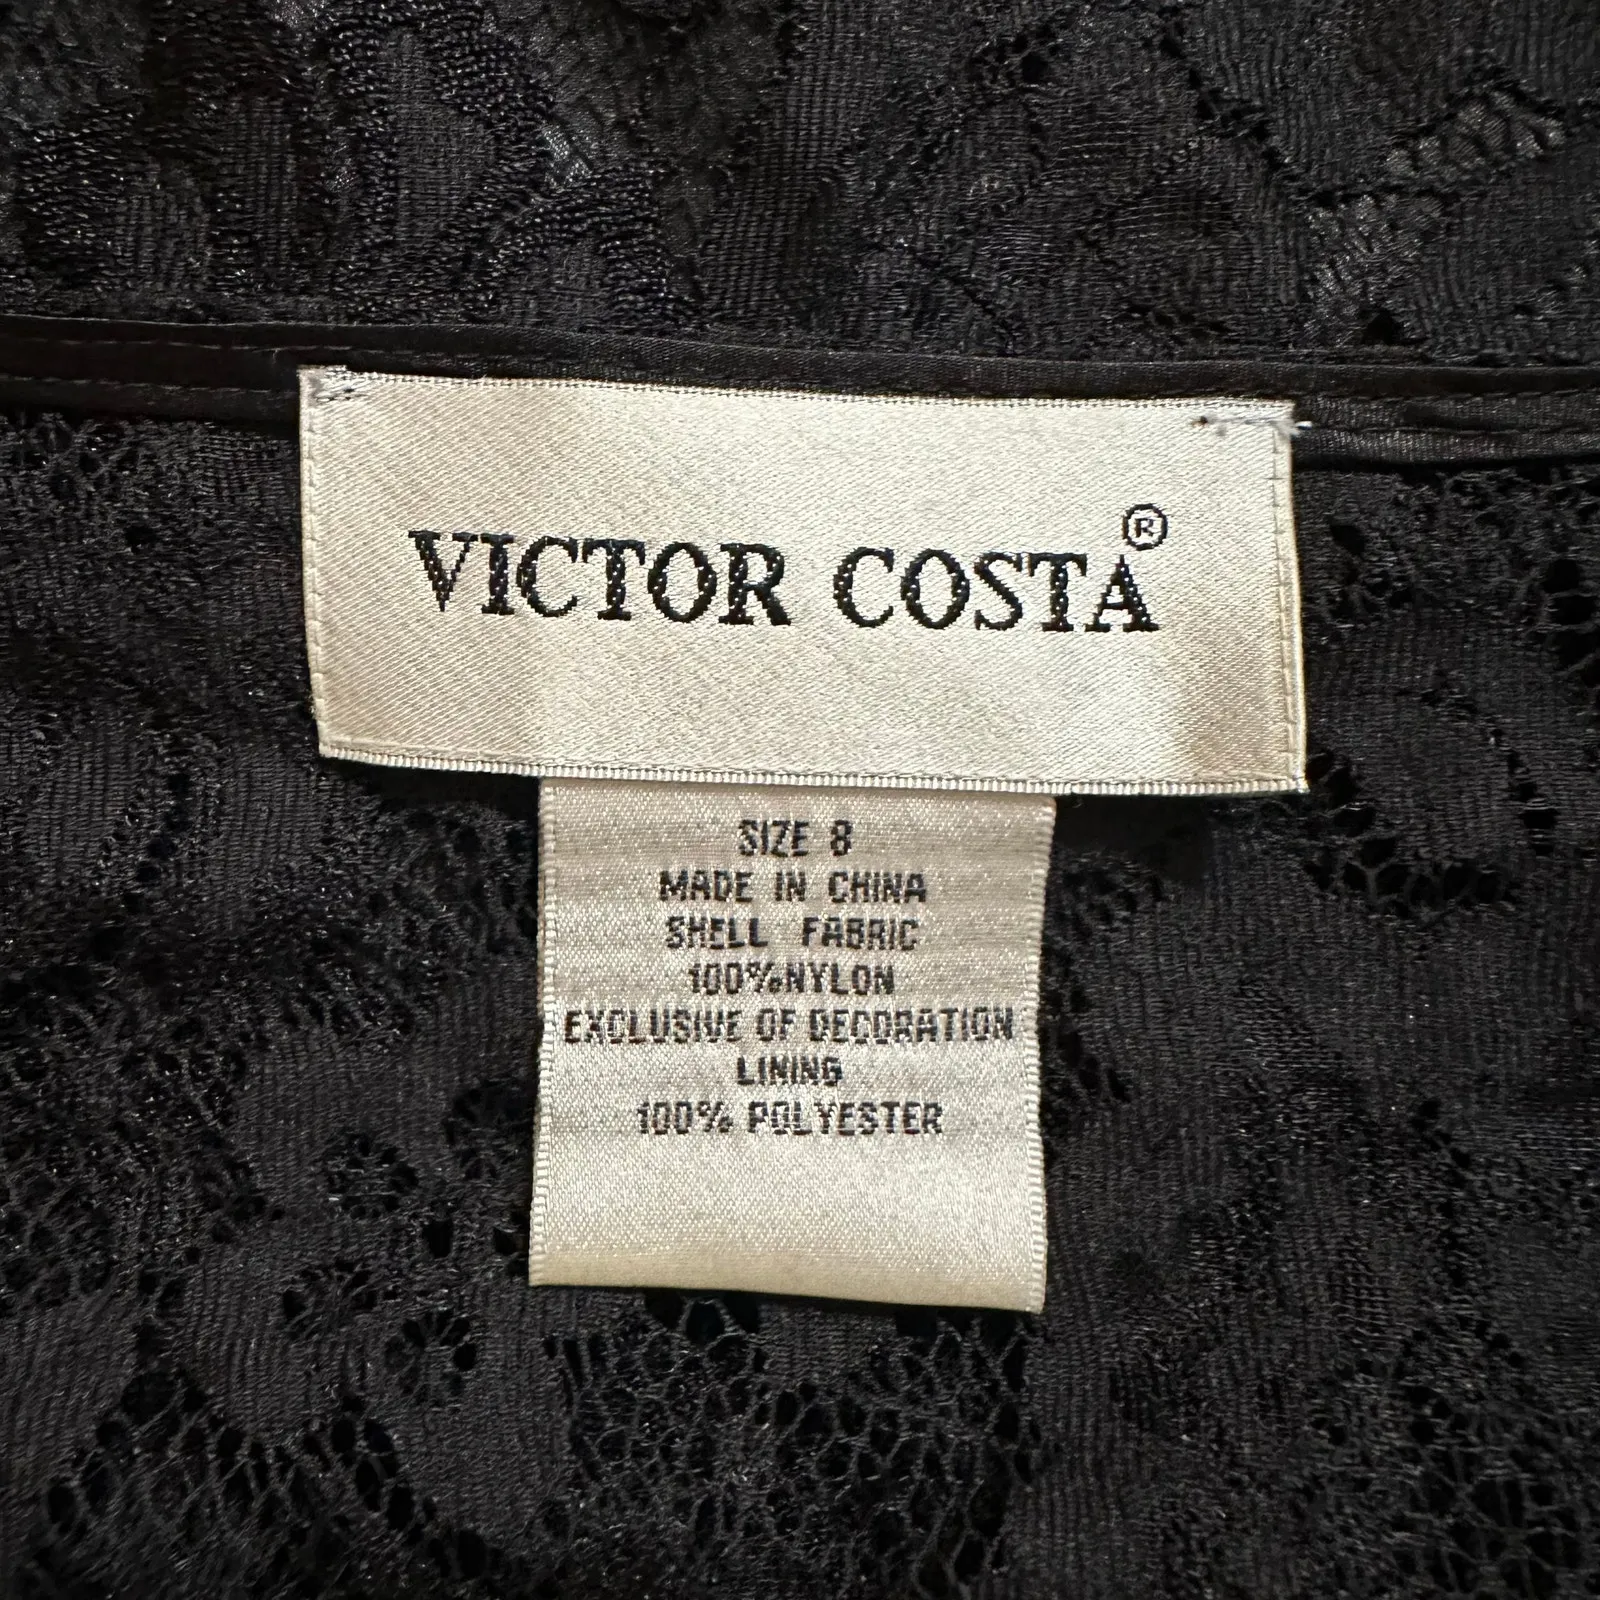 VICTOR COSTA®
SIZE 8
MADE IN CHINA
SHELL FABRIC
100%NYLON
EXCLUSIVE OF DECORATION
LINING
100% POLYESTER